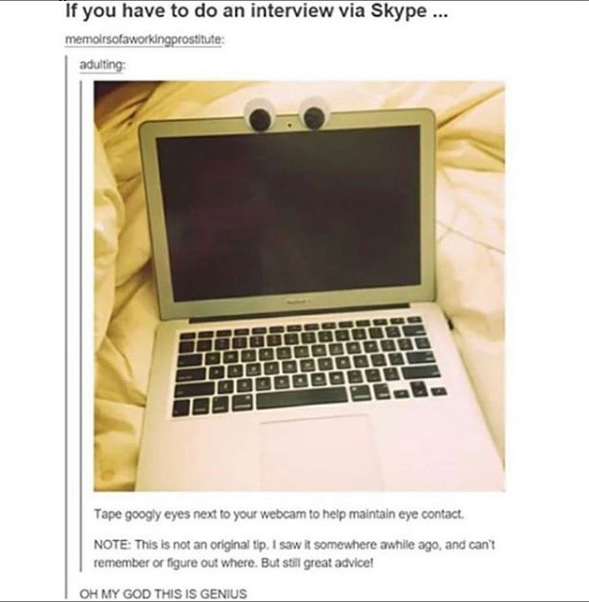 If you have to do an interview via Skype ...
memoirsofaworkingprostitute:
adulting:
Tape googly eyes next to your webcam to help maintain eye contact.
NOTE: This is not an original tip. I saw it somewhere awhile ago, and can't
remember or figure out where. But still great advice!
OH MY GOD THIS IS GENIUS